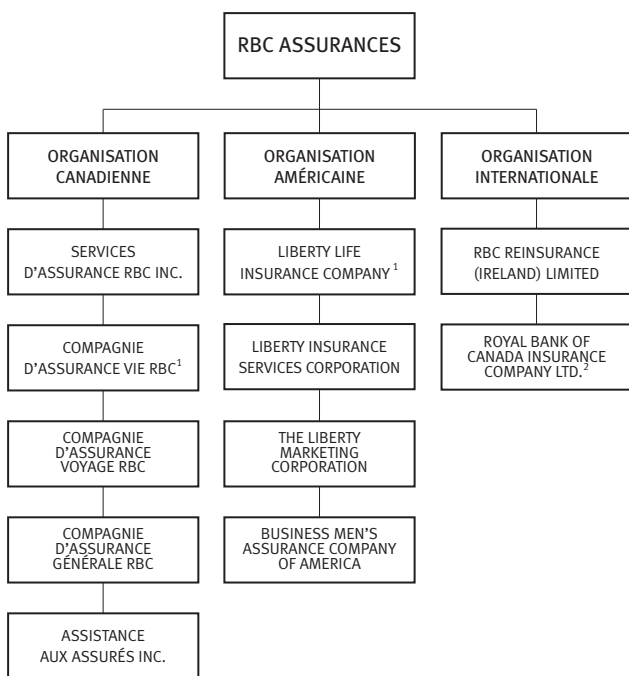 RBC ASSURANCES
ORGANISATION
CANADIENNE
SERVICES
D'ASSURANCE RBC INC.
COMPAGNIE
D'ASSURANCE VIE RBC¹
COMPAGNIE
D'ASSURANCE
VOYAGE RBC
COMPAGNIE
D'ASSURANCE
GÉNÉRALE RBC
ASSISTANCE
AUX ASSURÉS INC.
ORGANISATION
AMÉRICAINE
LIBERTY LIFE
INSURANCE COMPANY ¹
LIBERTY INSURANCE
SERVICES CORPORATION
THE LIBERTY
MARKETING
CORPORATION
BUSINESS MEN'S
ASSURANCE COMPANY
OF AMERICA
ORGANISATION
INTERNATIONALE
RBC REINSURANCE
(IRELAND) LIMITED
ROYAL BANK OF
CANADA INSURANCE
COMPANY LTD.²